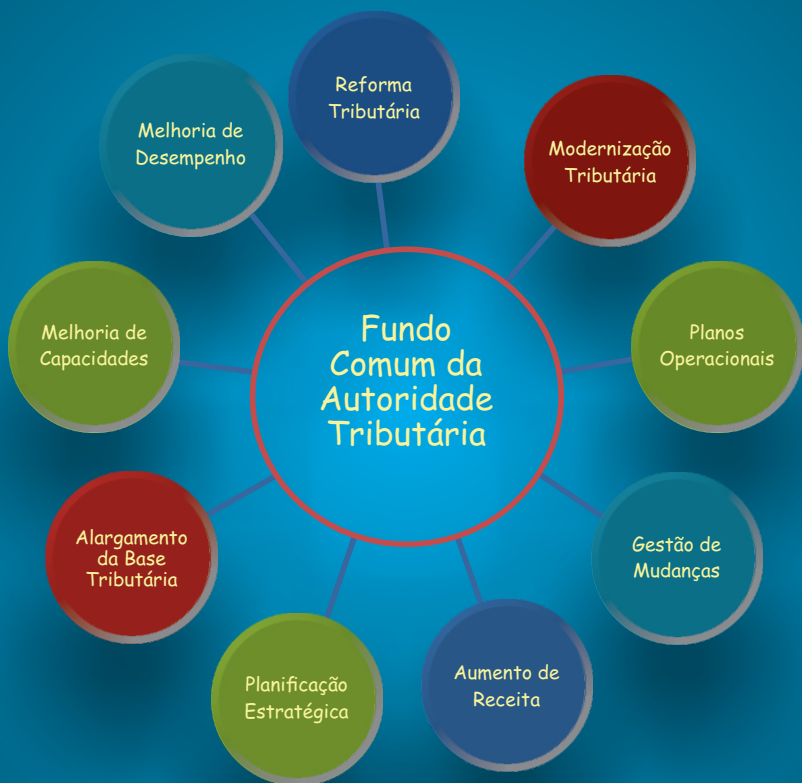 Reforma
Tributária
Melhoria de
Desempenho
Modernização
Tributária
Melhoria de
Capacidades
Fundo
Comum da
Autoridade
Tributária
Planos
Operacionais
Alargamento
da Base
Tributária
Gestão de
Mudanças
Planificação
Estratégica
Aumento de
Receita